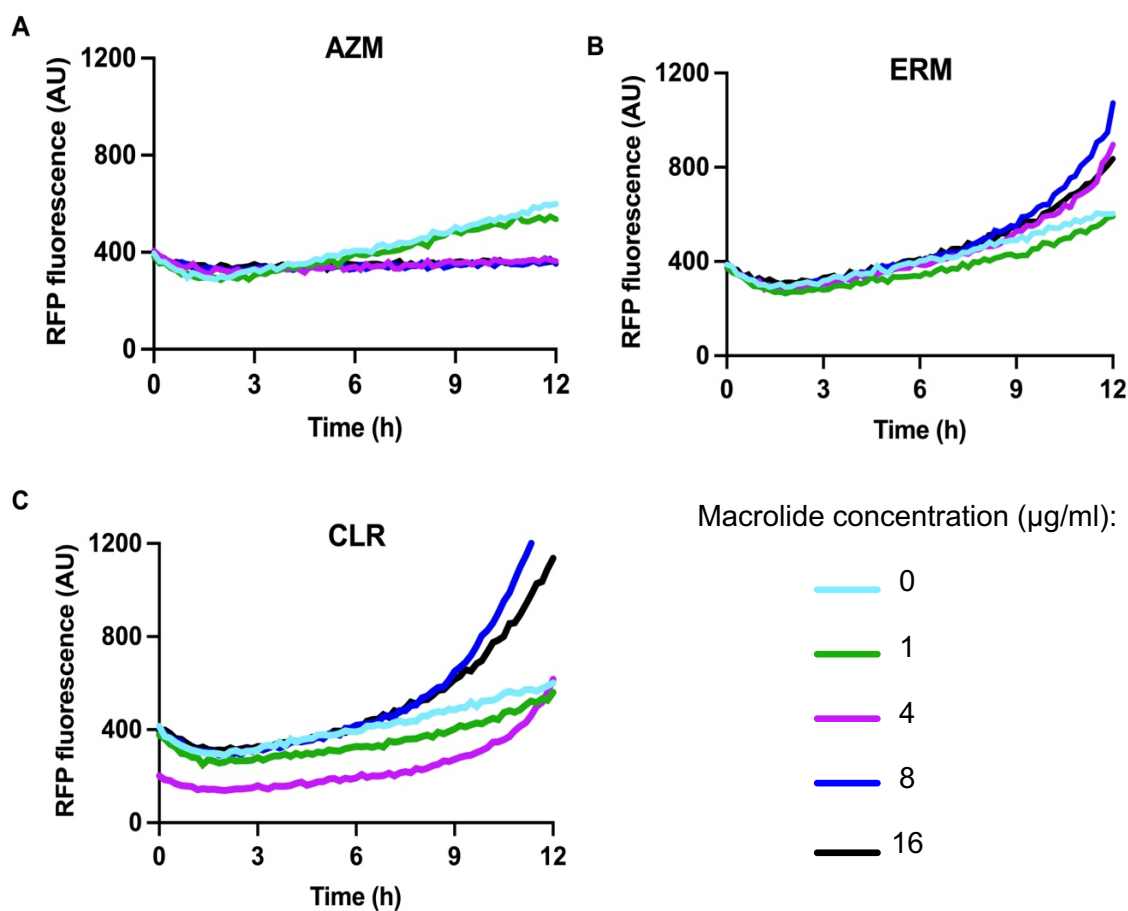 A
AZM
RFP fluorescence (AU)
1200
800
400
0
0 3 6 9 12
Time (h)
B
ERM
RFP fluorescence (AU)
1200
800
400
0
0 3 6 9 12
Time (h)
C
CLR
RFP fluorescence (AU)
1200
800
400
0
0 3 6 9 12
Time (h)
Macrolide concentration (µg/ml):
0
1
4
8
16